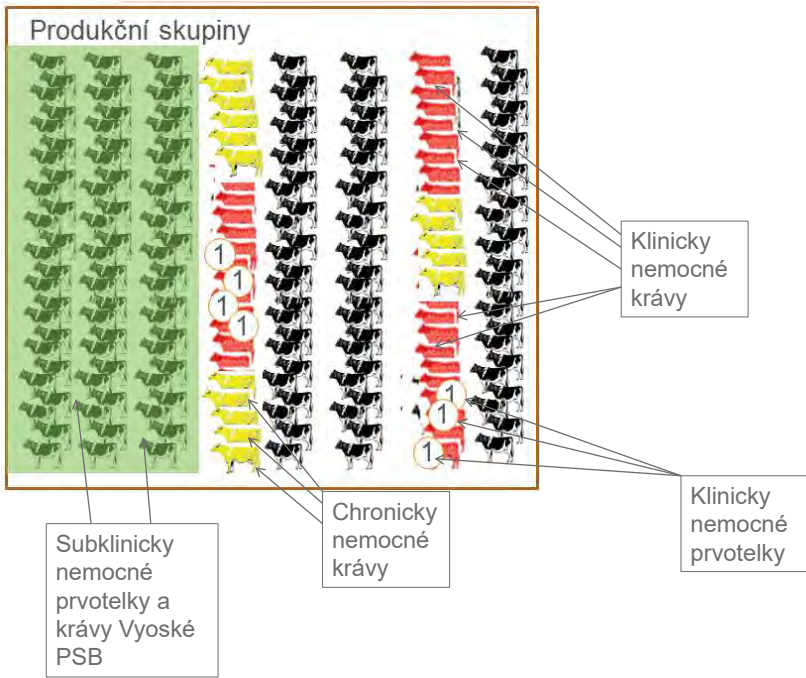 Produkční skupiny
1
1
1
1
1
1
1
Klinicky
nemocné
krávy
Klinicky
nemocné
prvotelky
Chronicky
nemocné
krávy
Subklinicky
nemocné
prvotelky a
krávy Vyoské
PSB